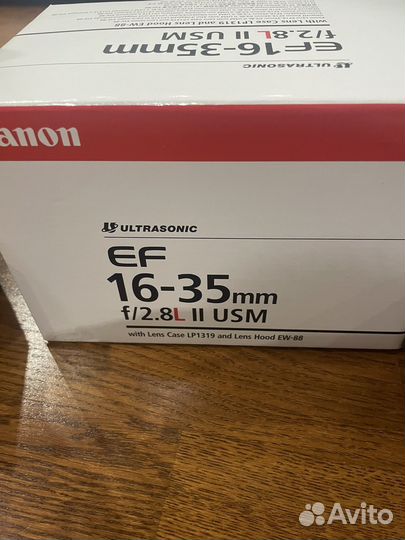 with Lens Case LP1319 and Lens Hood EW-88
f/2.8L II USM
EF16-35mm
ULTRASONIC
anon
ULTRASONIC
EF
16-35mm
f/2.8L II USM
with Lens Case LP1319 and Lens Hood EW-88
Avito